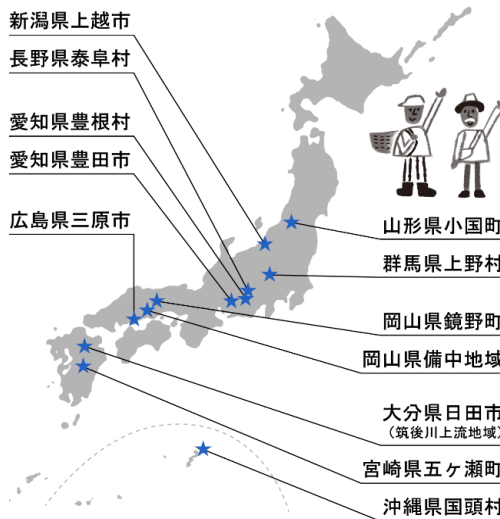 新潟県上越市
長野県泰阜村
愛知県豊根村
愛知県豊田市
広島県三原市
山形県小国町
群馬県上野村
岡山県鏡野町
岡山県備中地域
大分県日田市
(筑後川上流地域)
宮崎県五ヶ瀬町
沖縄県国頭村